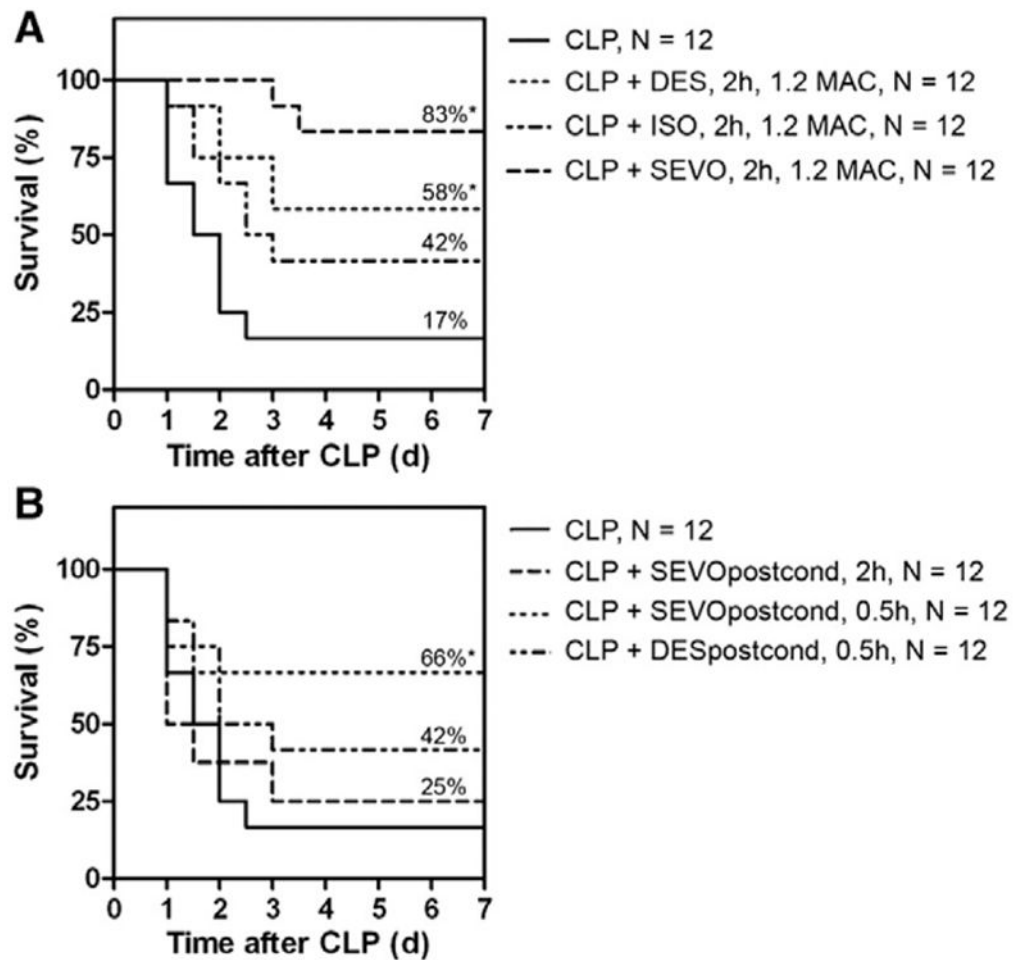 A
CLP, N = 12
CLP + DES, 2h, 1.2 MAC, N = 12
CLP + ISO, 2h, 1.2 MAC, N = 12
CLP + SEVO, 2h, 1.2 MAC, N = 12
Survival (%)
100
75
50
25
0
83%*
58%*
42%
17%
0 1 2 3 4 5 6 7
Time after CLP (d)
B
CLP, N = 12
CLP + SEVOpostcond, 2h, N = 12
CLP + SEVOpostcond, 0.5h, N = 12
CLP + DESpostcond, 0.5h, N = 12
Survival (%)
100
75
50
25
0
66%*
42%
25%
0 1 2 3 4 5 6 7
Time after CLP (d)